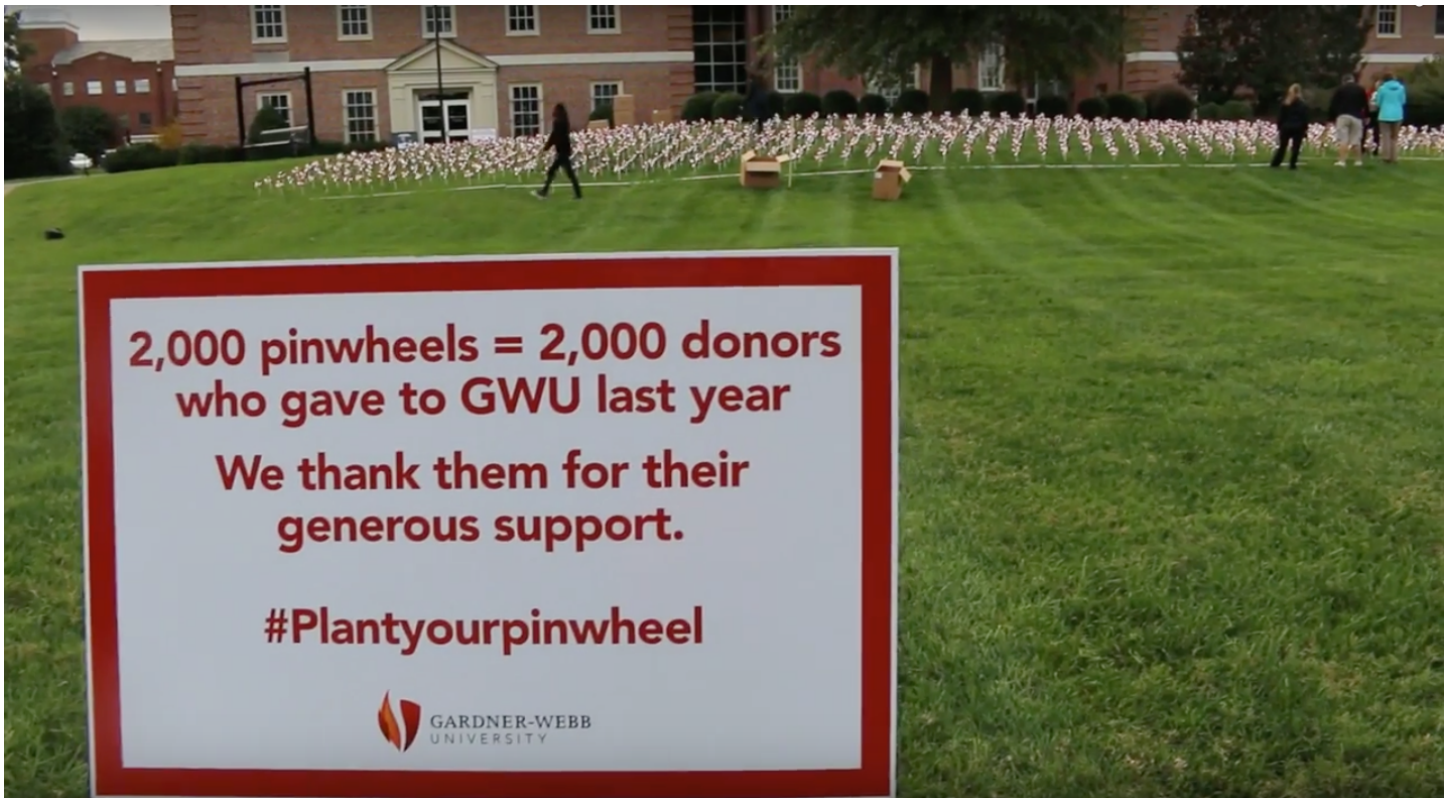 2,000 pinwheels = 2,000 donors
who gave to GWU last year
We thank them for their
generous support.
#Plantyourpinwheel
GARDNER-WEBB
UNIVERSITY